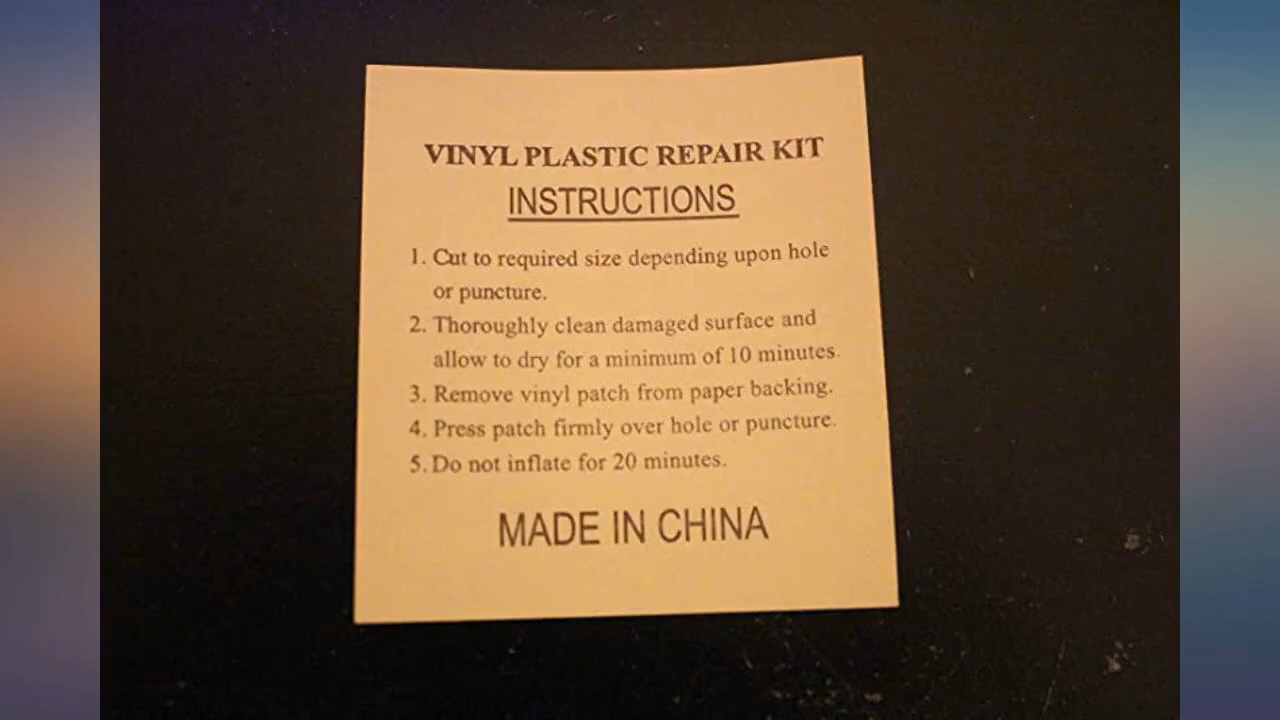 VINYL PLASTIC REPAIR KIT
INSTRUCTIONS
1. Cut to required size depending upon hole
or puncture.
2. Thoroughly clean damaged surface and
allow to dry for a minimum of 10 minutes.
3. Remove vinyl patch from paper backing.
4. Press patch firmly over hole or puncture.
5. Do not inflate for 20 minutes.
MADE IN CHINA